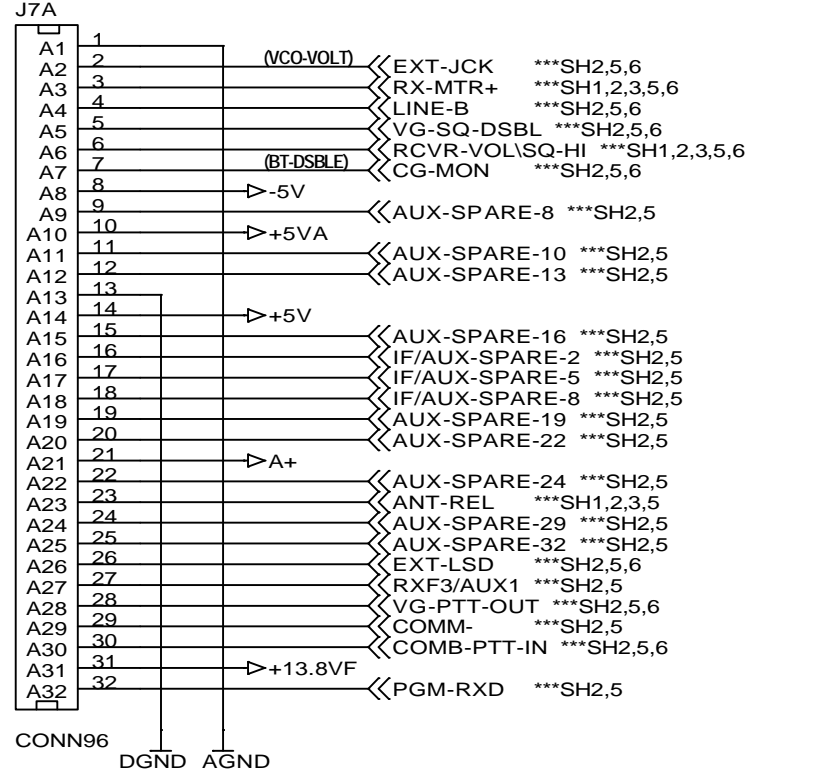 J7A
A1 1
A2 2 (VCO-VOLT) EXT-JCK ***SH2,5,6
A3 3 RX-MTR+ ***SH1,2,3,5,6
A4 4 LINE-B ***SH2,5,6
A5 5 VG-SQ-DSBL ***SH2,5,6
A6 6 RCVR-VOL\SQ-HI ***SH1,2,3,5,6
A7 7 (BT-DSBLE) CG-MON ***SH2,5,6
A8 8 -5V
A9 9 AUX-SPARE-8 ***SH2,5
A10 10 +5VA
A11 11 AUX-SPARE-10 ***SH2,5
A12 12 AUX-SPARE-13 ***SH2,5
A13 13
A14 14 +5V
A15 15 AUX-SPARE-16 ***SH2,5
A16 16 IF/AUX-SPARE-2 ***SH2,5
A17 17 IF/AUX-SPARE-5 ***SH2,5
A18 18 IF/AUX-SPARE-8 ***SH2,5
A19 19 AUX-SPARE-19 ***SH2,5
A20 20 AUX-SPARE-22 ***SH2,5
A21 21 A+
A22 22 AUX-SPARE-24 ***SH2,5
A23 23 ANT-REL ***SH1,2,3,5
A24 24 AUX-SPARE-29 ***SH2,5
A25 25 AUX-SPARE-32 ***SH2,5
A26 26 EXT-LSD ***SH2,5,6
A27 27 RXF3/AUX1 ***SH2,5
A28 28 VG-PTT-OUT ***SH2,5,6
A29 29 COMM- ***SH2,5
A30 30 COMB-PTT-IN ***SH2,5,6
A31 31 +13.8VF
A32 32 PGM-RXD ***SH2,5
CONN96
DGND AGND